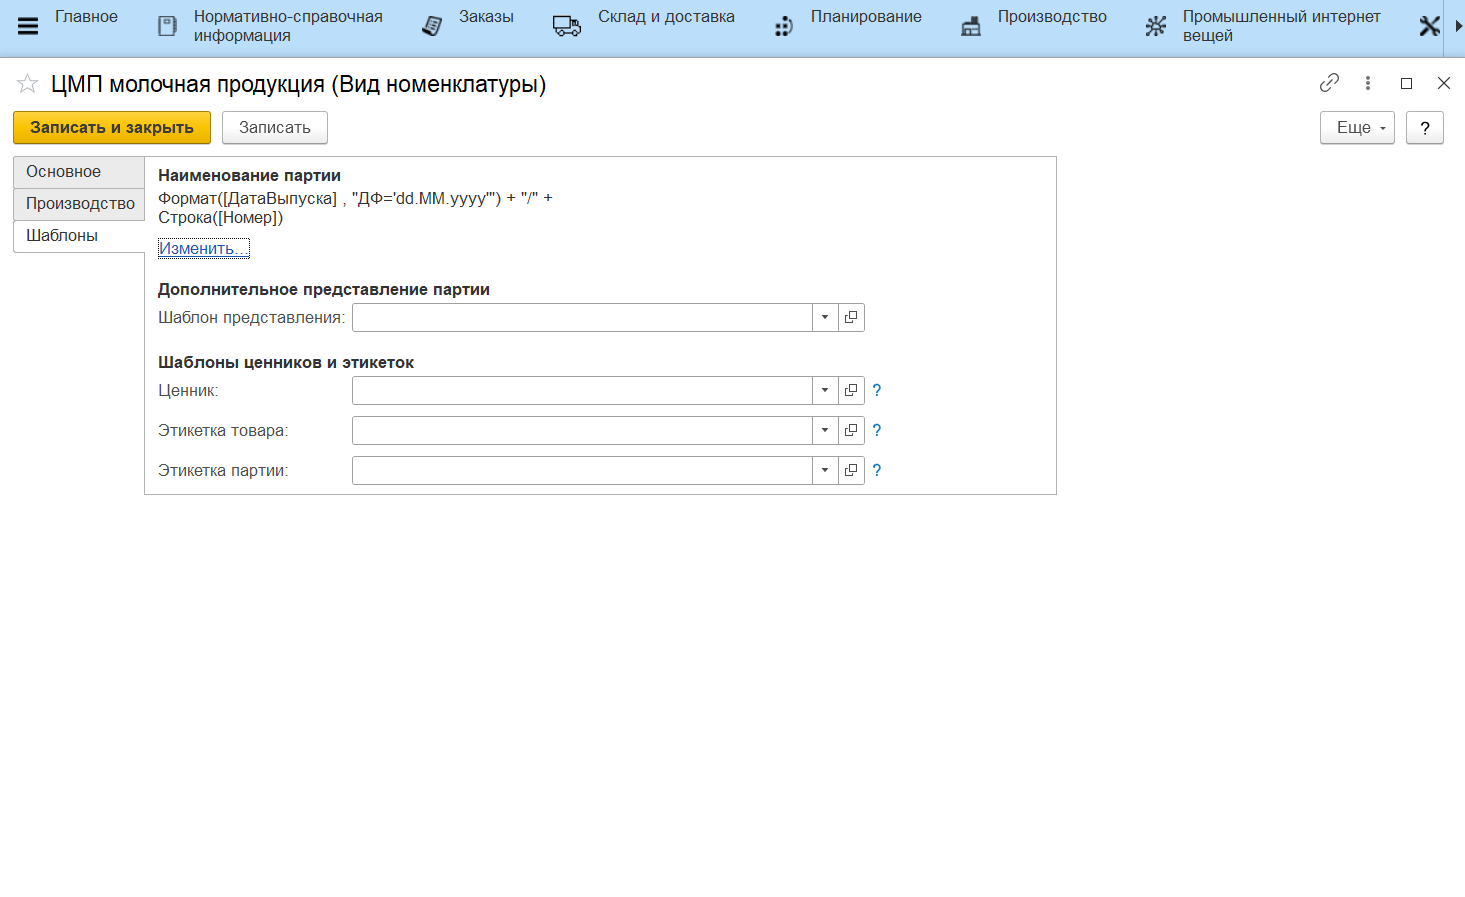 Главное
Нормативно-справочная
информация
Заказы
Склад и доставка
Планирование
Производство
Промышленный интернет
вещей
ЦМП молочная продукция (Вид номенклатуры)
Записать и закрыть
Записать
Еще
?
Основное
Производство
Шаблоны
Наименование партии
Формат([ДатаВыпуска] , "ДФ='dd.MM.yyyy'") + "/" +
Строка([Номер])
Изменить...
Дополнительное представление партии
Шаблон представления:
Шаблоны ценников и этикеток
Ценник:
?
Этикетка товара:
?
Этикетка партии:
?